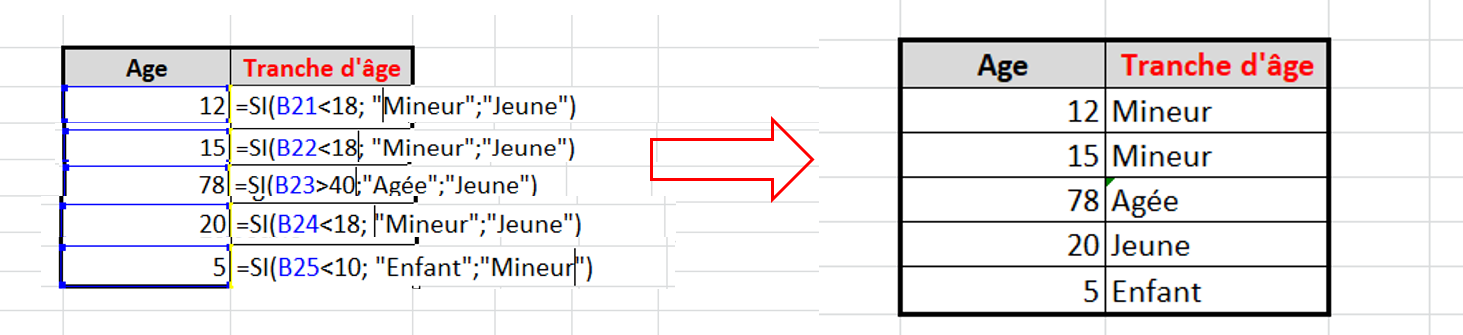 Age Tranche d'âge
12 =SI(B21<18; "Mineur";"Jeune")
15 =SI(B22<18; "Mineur";"Jeune")
78 =SI(B23>40;"Agée";"Jeune")
20 =SI(B24<18; "Mineur";"Jeune")
5 =SI(B25<10; "Enfant";"Mineur")
Age Tranche d'âge
12 Mineur
15 Mineur
78 Agée
20 Jeune
5 Enfant